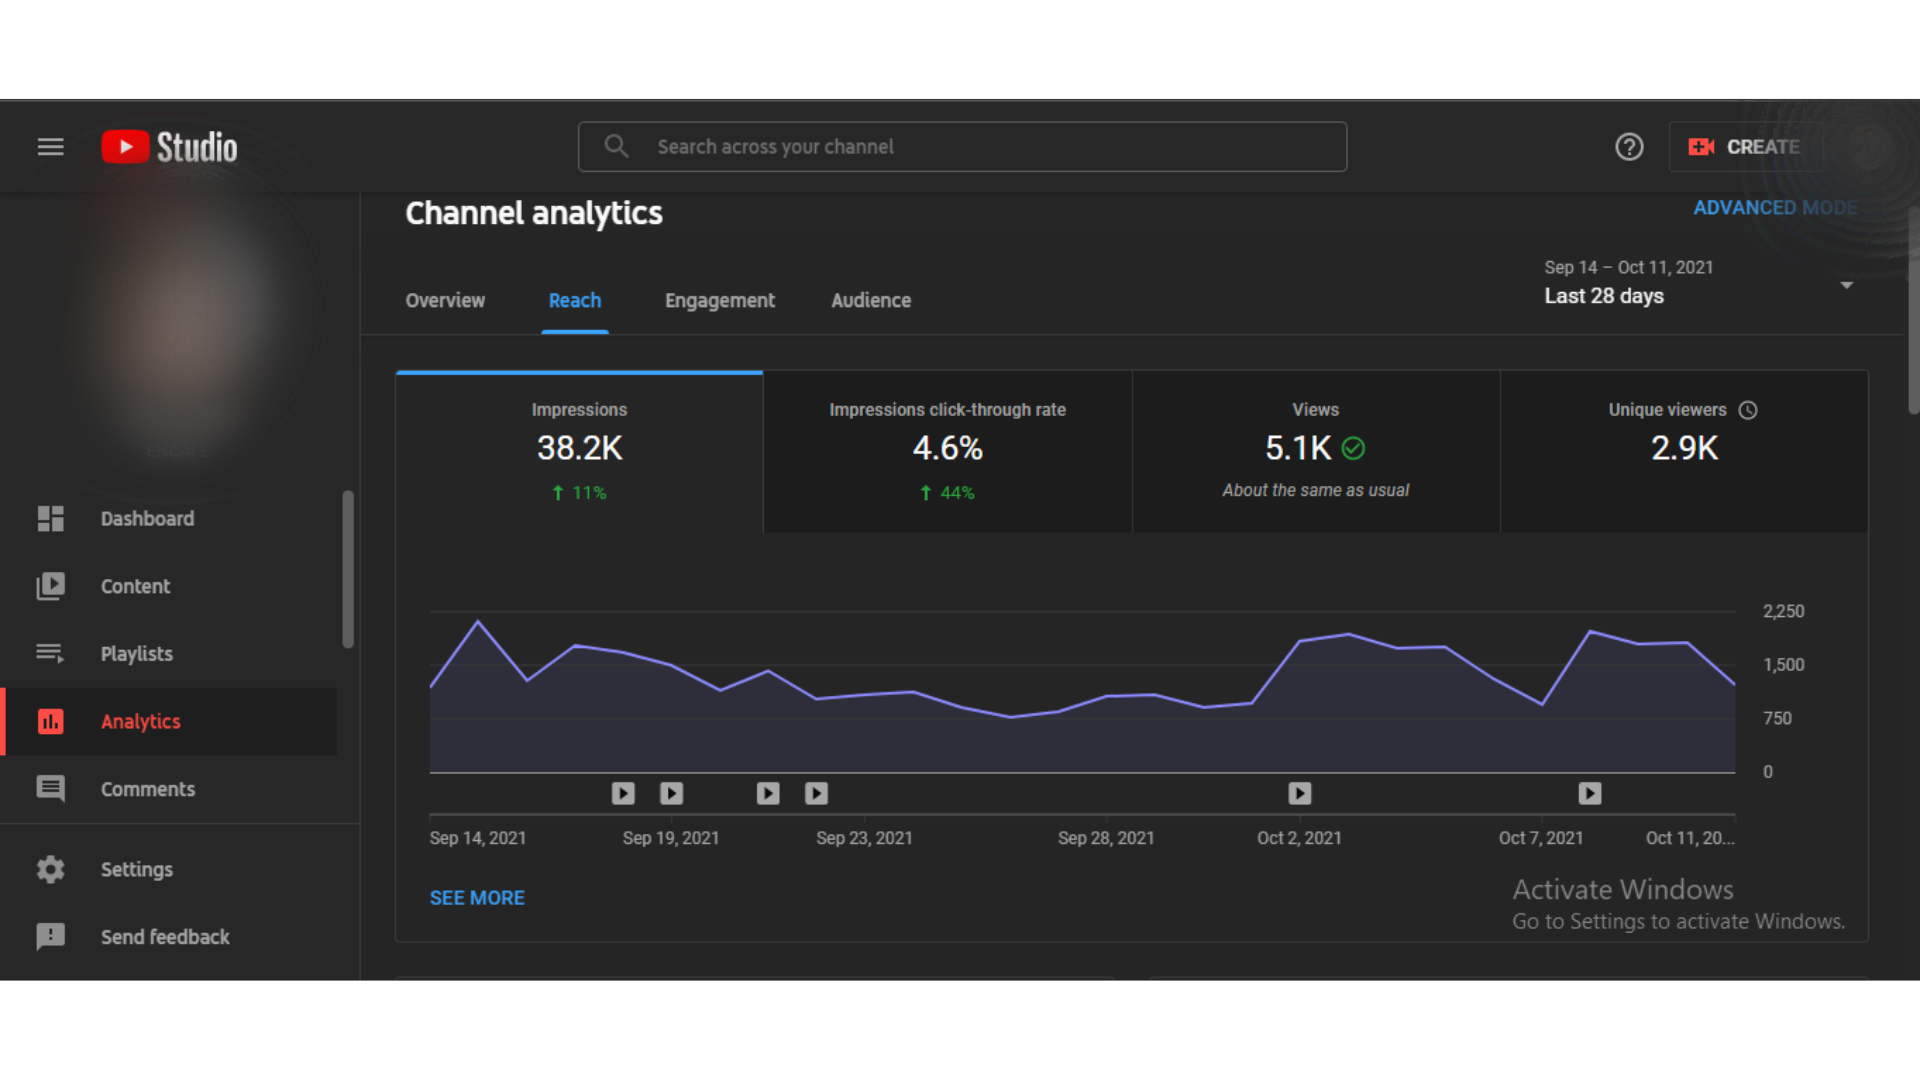 Studio
Search across your channel
CREATE
Channel analytics
ADVANCED MODE
Sep 14 – Oct 11, 2021
Last 28 days
Overview
Reach
Engagement
Audience
Impressions
38.2K
11%
Impressions click-through rate
4.6%
44%
Views
5.1K
About the same as usual
Unique viewers
2.9K
Dashboard
Content
Playlists
Analytics
Comments
Settings
Send feedback
2,250
1,500
750
0
Sep 14, 2021
Sep 19, 2021
Sep 23, 2021
Sep 28, 2021
Oct 2, 2021
Oct 7, 2021
Oct 11, 20...
SEE MORE
Activate Windows
Go to Settings to activate Windows.